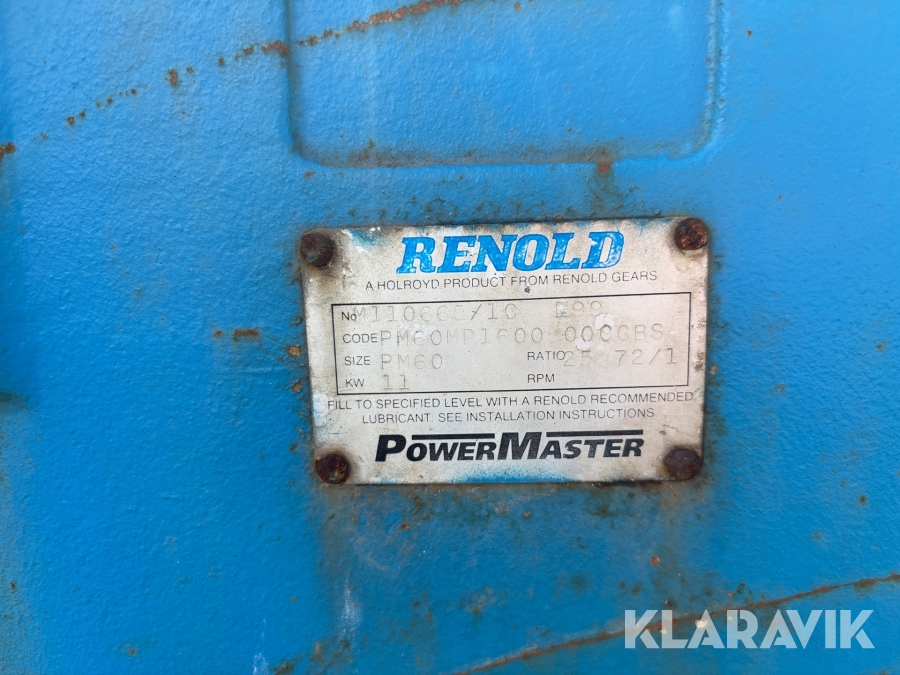 RENOLD
A HOLROYD PRODUCT FROM RENOLD GEARS
No
CODE
SIZE PM60 RATIO /1
KW 11 RPM
FILL TO SPECIFIED LEVEL WITH A RENOLD RECOMMENDED
LUBRICANT. SEE INSTALLATION INSTRUCTIONS
POWERMASTER
KLARAVIK